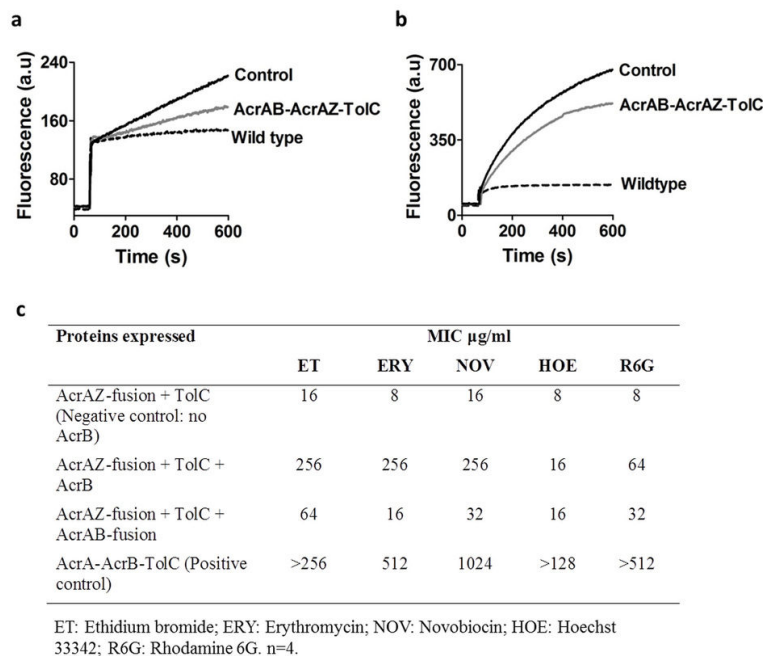 a
Fluorescence (a.u)
240
160
80
0 200 400 600
Time (s)
Control
AcrAB-AcrAZ-TolC
Wild type
b
Fluorescence (a.u)
700
350
0
0 200 400 600
Time (s)
Control
AcrAB-AcrAZ-TolC
Wildtype
c
Proteins expressed MIC µg/ml
ET ERY NOV HOE R6G
AcrAZ-fusion + TolC 16 8 16 8 8
(Negative control: no
AcrB)
AcrAZ-fusion + TolC + 256 256 256 16 64
AcrB
AcrAZ-fusion + TolC + 64 16 32 16 32
AcrAB-fusion
AcrA-AcrB-TolC (Positive >256 512 1024 >128 >512
control)
ET: Ethidium bromide; ERY: Erythromycin; NOV: Novobiocin; HOE: Hoechst
33342; R6G: Rhodamine 6G. n=4.